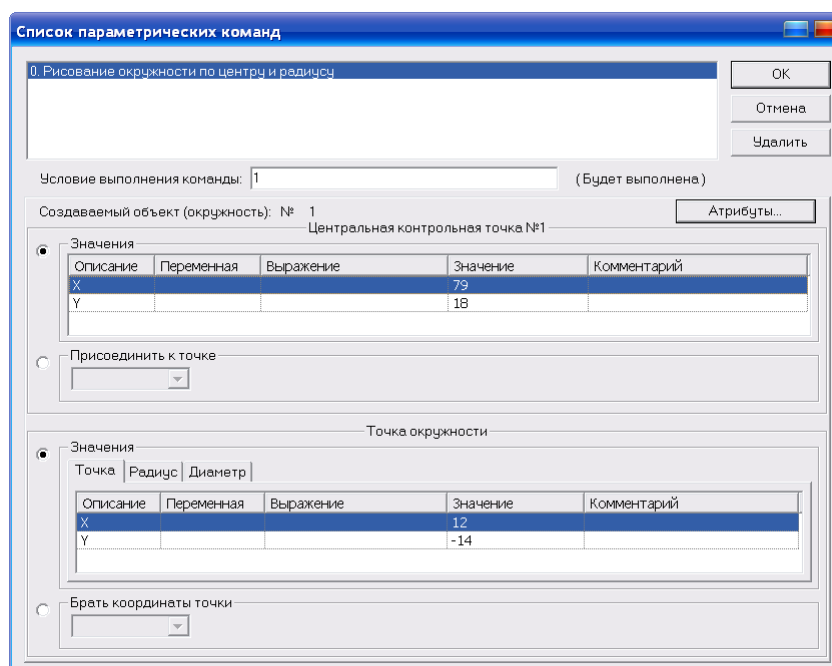 Список параметрических команд
0. Рисование окружности по центру и радиусу
OK
Отмена
Удалить
Условие выполнения команды: 1 (Будет выполнена)
Создаваемый объект (окружность): № 1 Атрибуты...
Центральная контрольная точка №1
Значения
Описание Переменная Выражение Значение Комментарий
X 79
Y 18
Присоединить к точке
Точка окружности
Значения
Точка Радиус Диаметр
Описание Переменная Выражение Значение Комментарий
X 12
Y -14
Брать координаты точки